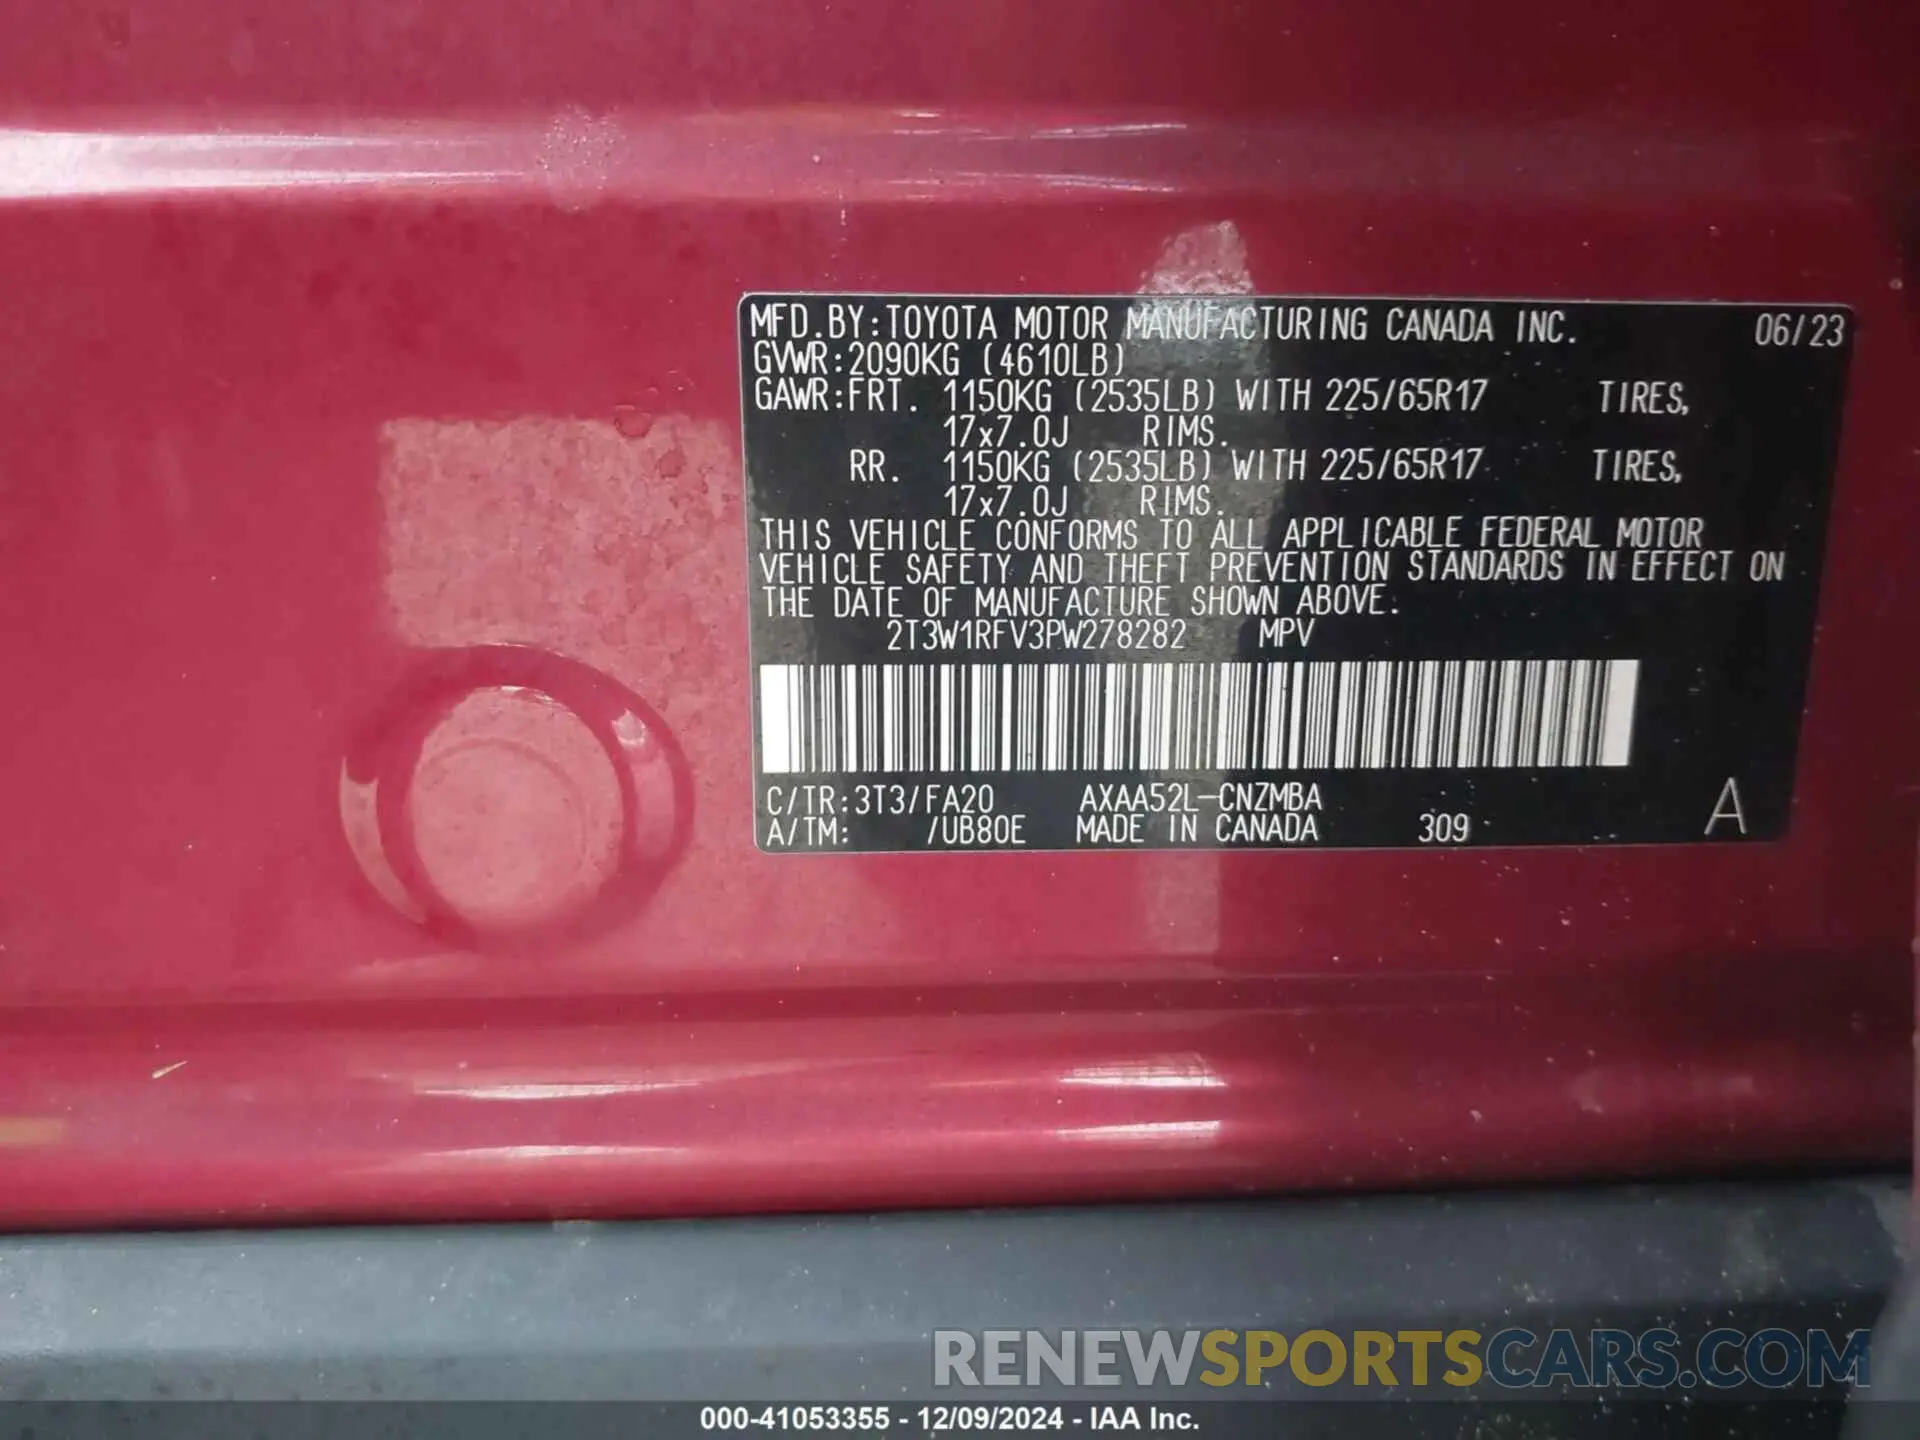 MFD.BY:TOYOTA MOTOR MANUFACTURING CANADA INC. 06/23
GVWR:2090KG (4610LB)
GAWR:FRT. 1150KG (2535LB) WITH 225/65R17 TIRES,
17x7.0J RIMS.
RR. 1150KG (2535LB) WITH 225/65R17 TIRES,
17x7.0J RIMS.
THIS VEHICLE CONFORMS TO ALL APPLICABLE FEDERAL MOTOR
VEHICLE SAFETY AND THEFT PREVENTION STANDARDS IN EFFECT ON
THE DATE OF MANUFACTURE SHOWN ABOVE.
2T3W1RFV3PW278282 MPV
C/TR:3T3/FA20 AXAA52L-CNZMBA
A/TM: /UB80E MADE IN CANADA 309 A
RENEWSPORTSCARS.COM
000-41053355 - 12/09/2024 - IAA Inc.